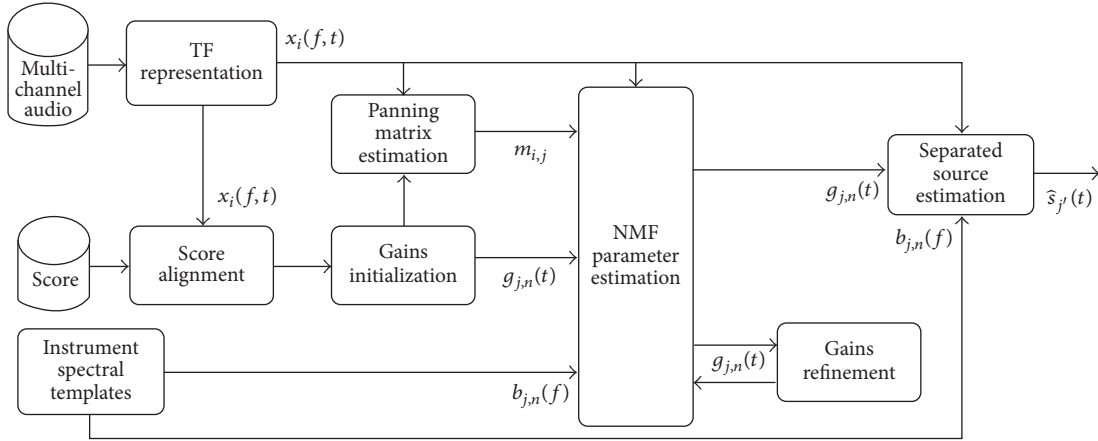 Multi-
channel
audio
TF
representation
x_i(f, t)
Panning
matrix
estimation
m_{i,j}
x_i(f, t)
Score
Score
alignment
Gains
initialization
g_{j,n}(t)
NMF
parameter
estimation
g_{j,n}(t)
Separated
source
estimation
ŝ_{j′}(t)
b_{j,n}(f)
Instrument
spectral
templates
b_{j,n}(f)
g_{j,n}(t)
Gains
refinement